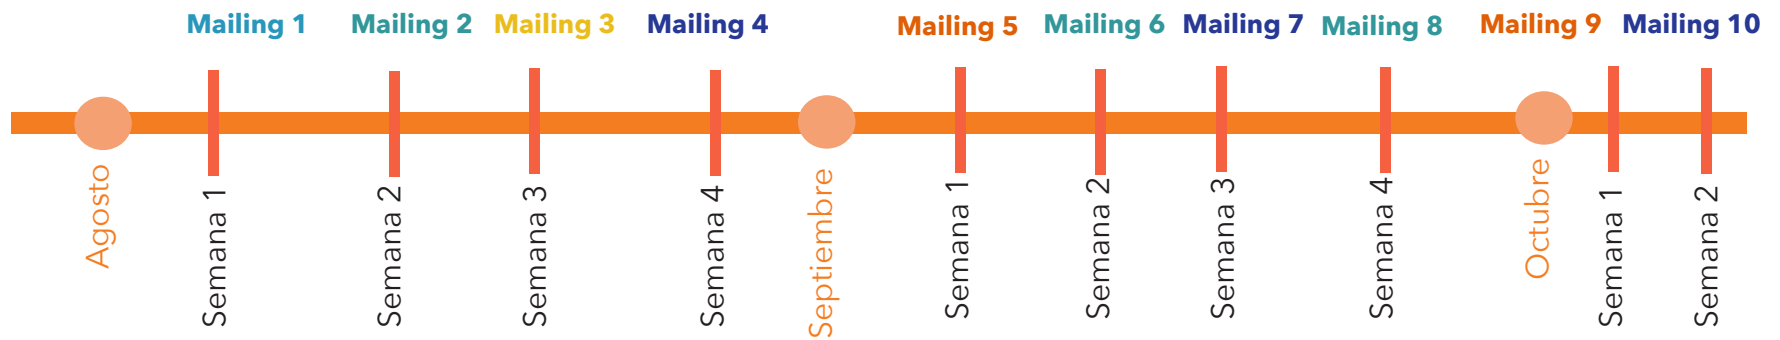 Mailing 1
Mailing 2
Mailing 3
Mailing 4
Mailing 5
Mailing 6
Mailing 7
Mailing 8
Mailing 9
Mailing 10
Agosto
Semana 1
Semana 2
Semana 3
Semana 4
Septiembre
Semana 1
Semana 2
Semana 3
Semana 4
Octubre
Semana 1
Semana 2